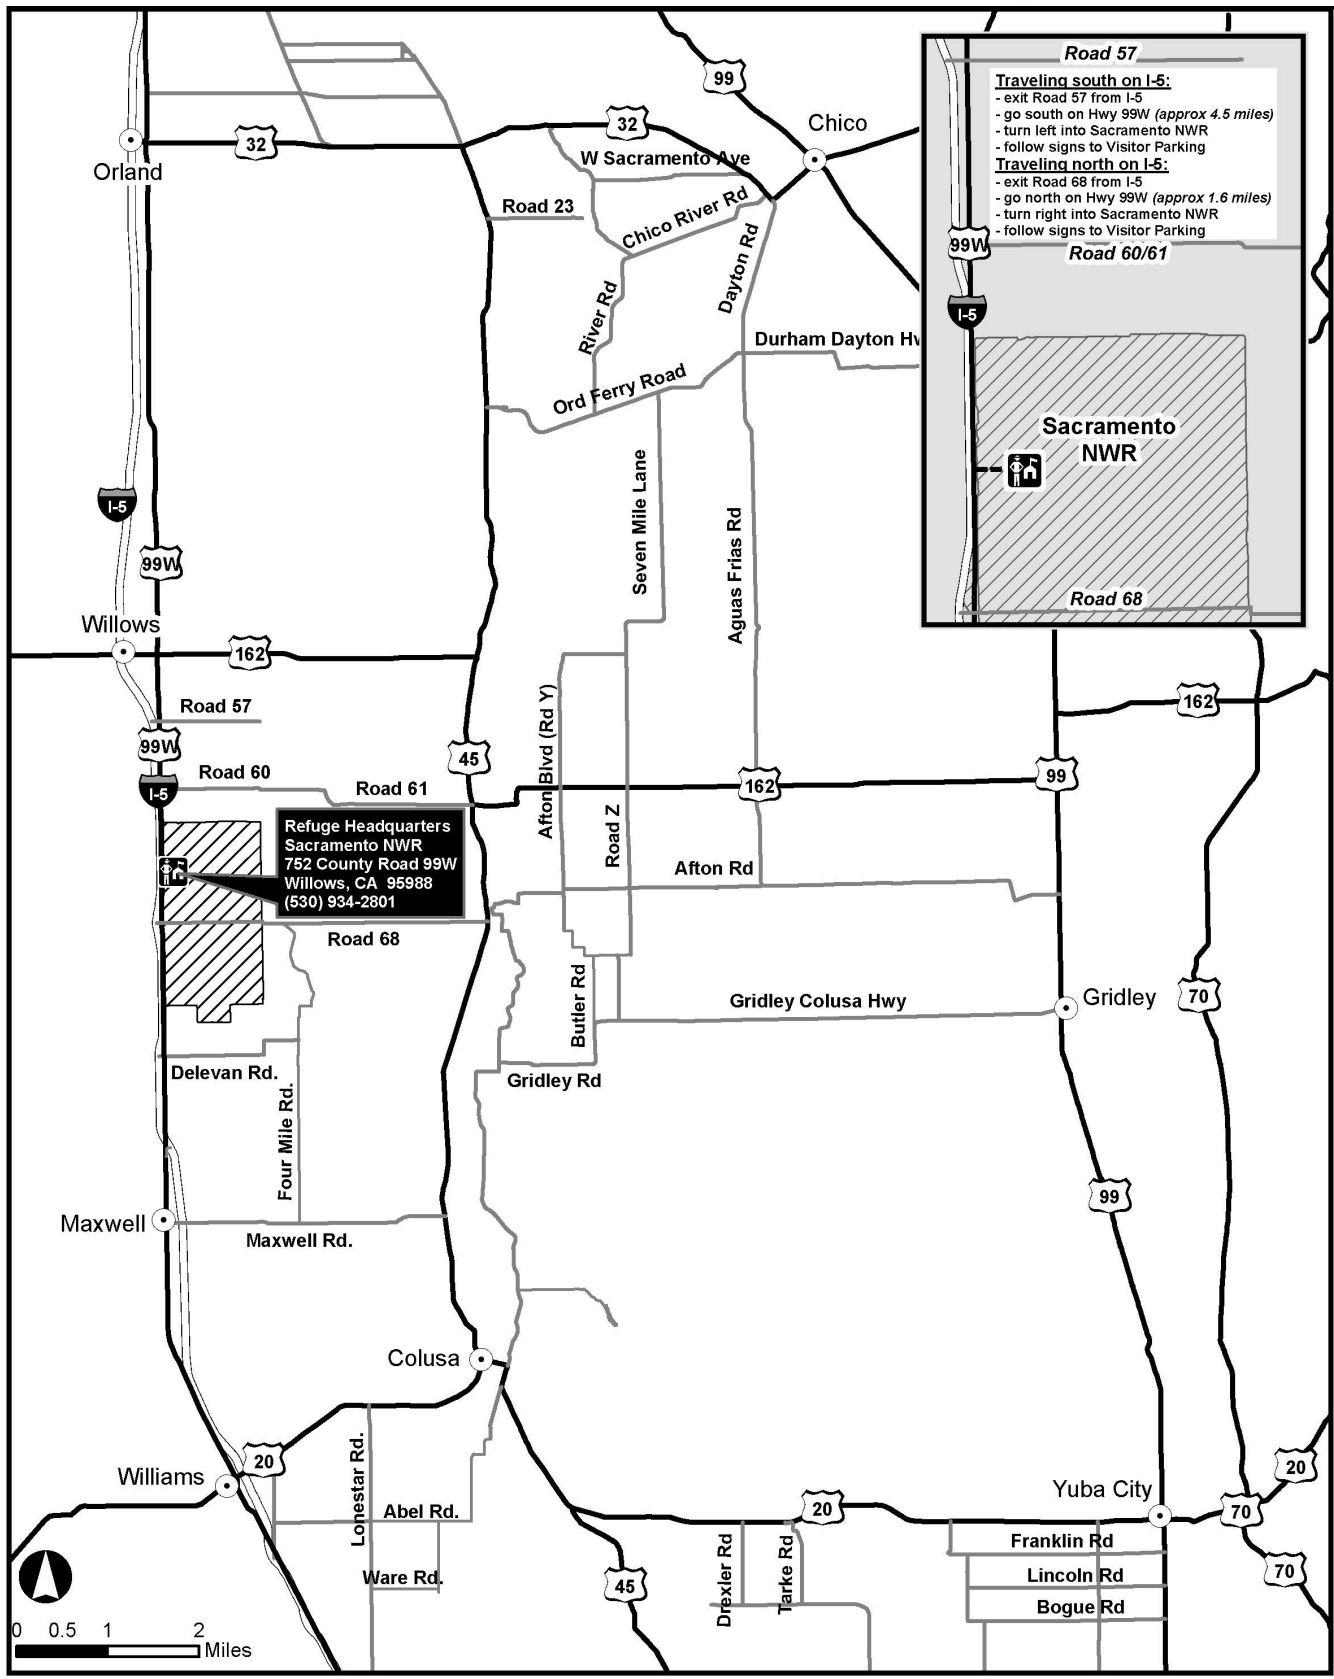 99
Chico
32
32
Orland
W Sacramento Ave
Road 23
Chico River Rd
Dayton Rd
River Rd
Durham Dayton Hw
Ord Ferry Road
Seven Mile Lane
Aguas Frias Rd
I-5
99W
Willows
162
Road 57
99W
45
Afton Blvd (Rd Y)
162
Road 60
Road 61
I-5
162
99
Road Z
Refuge Headquarters
Sacramento NWR
752 County Road 99W
Willows, CA 95988
(530) 934-2801
Afton Rd
Road 68
Butler Rd
Gridley Colusa Hwy
Gridley
70
Delevan Rd.
Gridley Rd
Four Mile Rd.
99
Maxwell
Maxwell Rd.
Colusa
20
Williams
Lonestar Rd.
Abel Rd.
Ware Rd.
20
Yuba City
20
70
Drexler Rd
Tarke Rd
Franklin Rd
Lincoln Rd
Bogue Rd
70
45
0 0.5 1 2
Miles
Road 57
Traveling south on I-5:
- exit Road 57 from I-5
- go south on Hwy 99W (approx 4.5 miles)
- turn left into Sacramento NWR
- follow signs to Visitor Parking
Traveling north on I-5:
- exit Road 68 from I-5
- go north on Hwy 99W (approx 1.6 miles)
- turn right into Sacramento NWR
- follow signs to Visitor Parking
99W
Road 60/61
I-5
Sacramento
NWR
Road 68